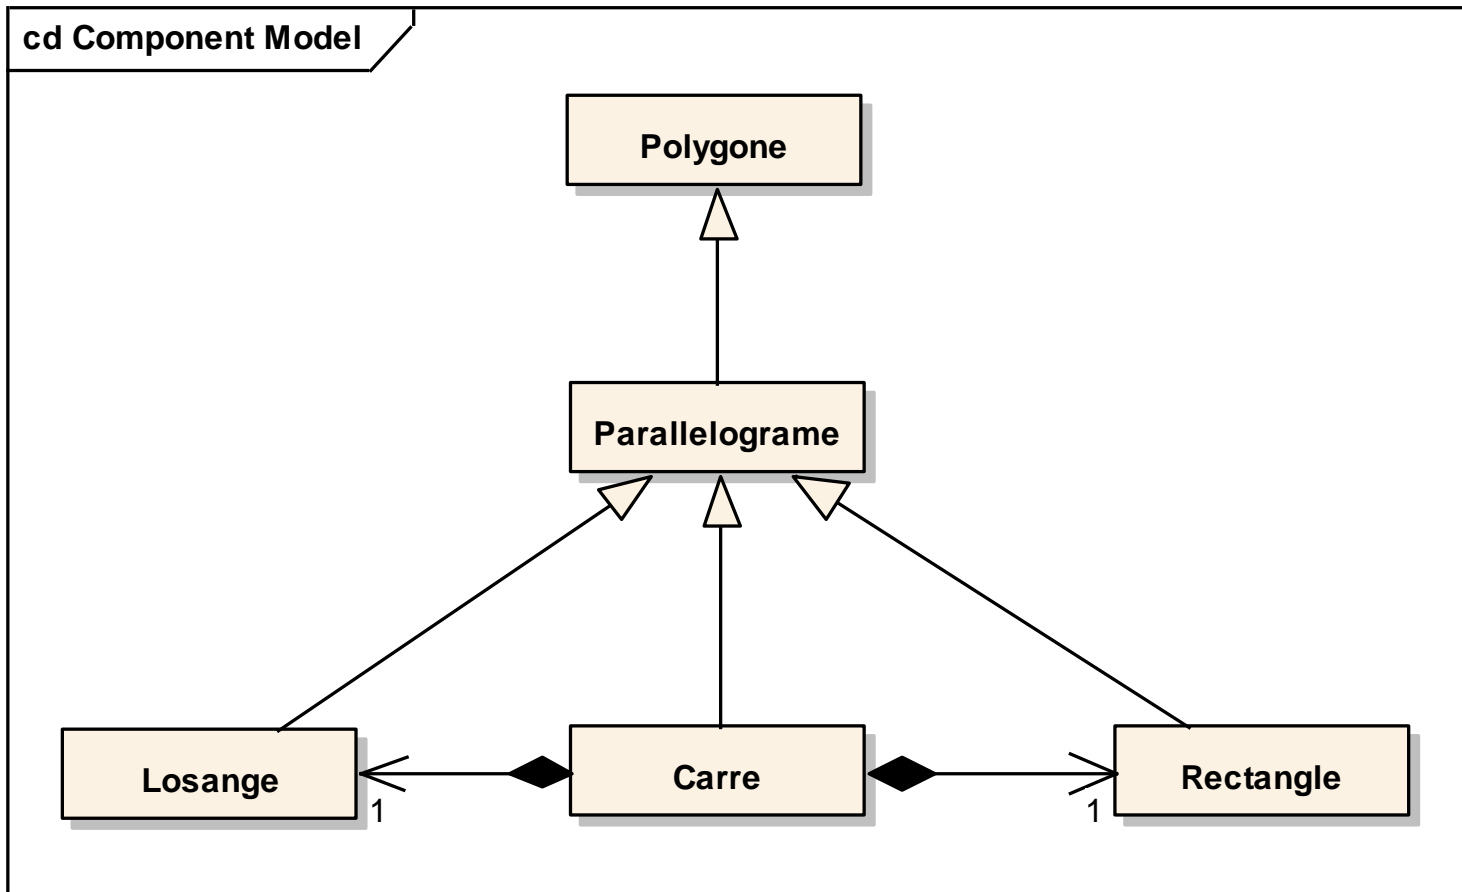 cd Component Model
Polygone
Parallelograme
Losange
Carre
Rectangle
1
1